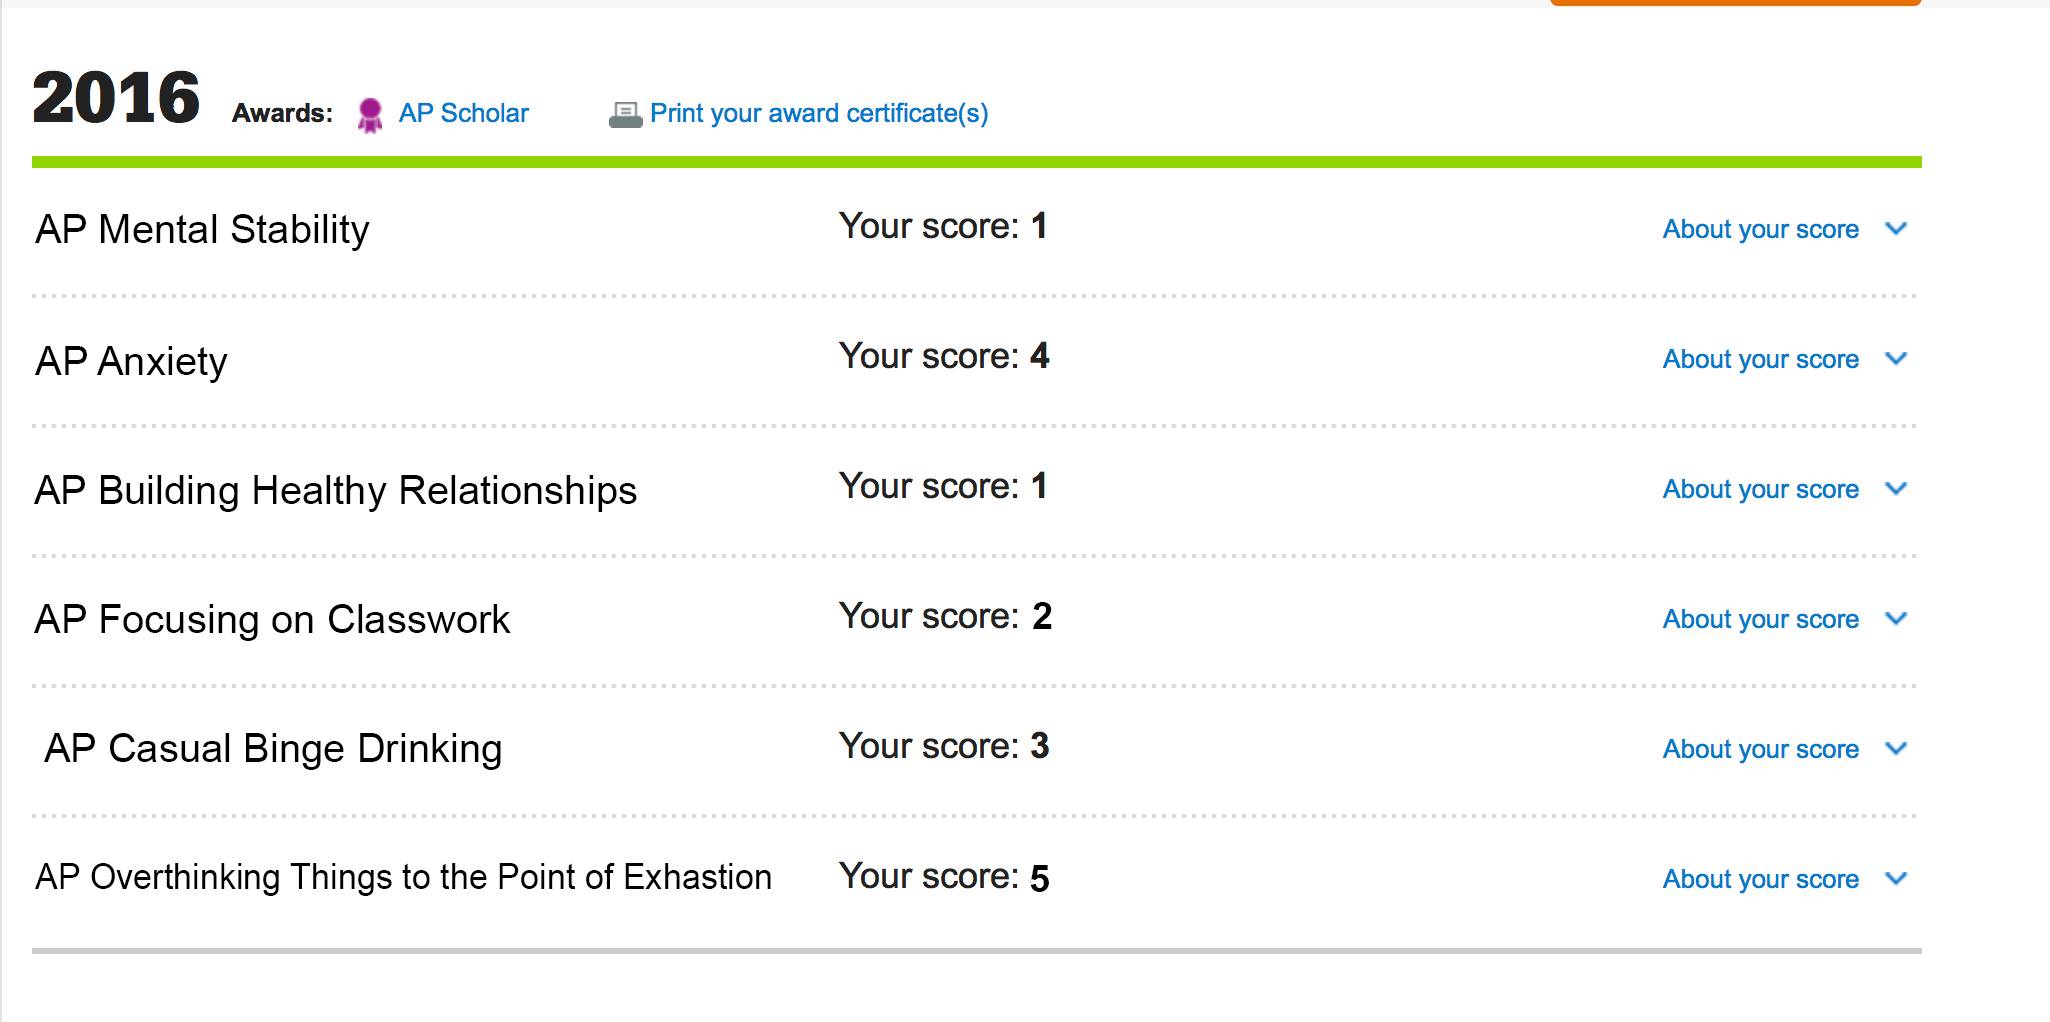 2016 Awards: AP Scholar Print your award certificate(s)
AP Mental Stability Your score: 1 About your score
AP Anxiety Your score: 4 About your score
AP Building Healthy Relationships Your score: 1 About your score
AP Focusing on Classwork Your score: 2 About your score
AP Casual Binge Drinking Your score: 3 About your score
AP Overthinking Things to the Point of Exhastion Your score: 5 About your score